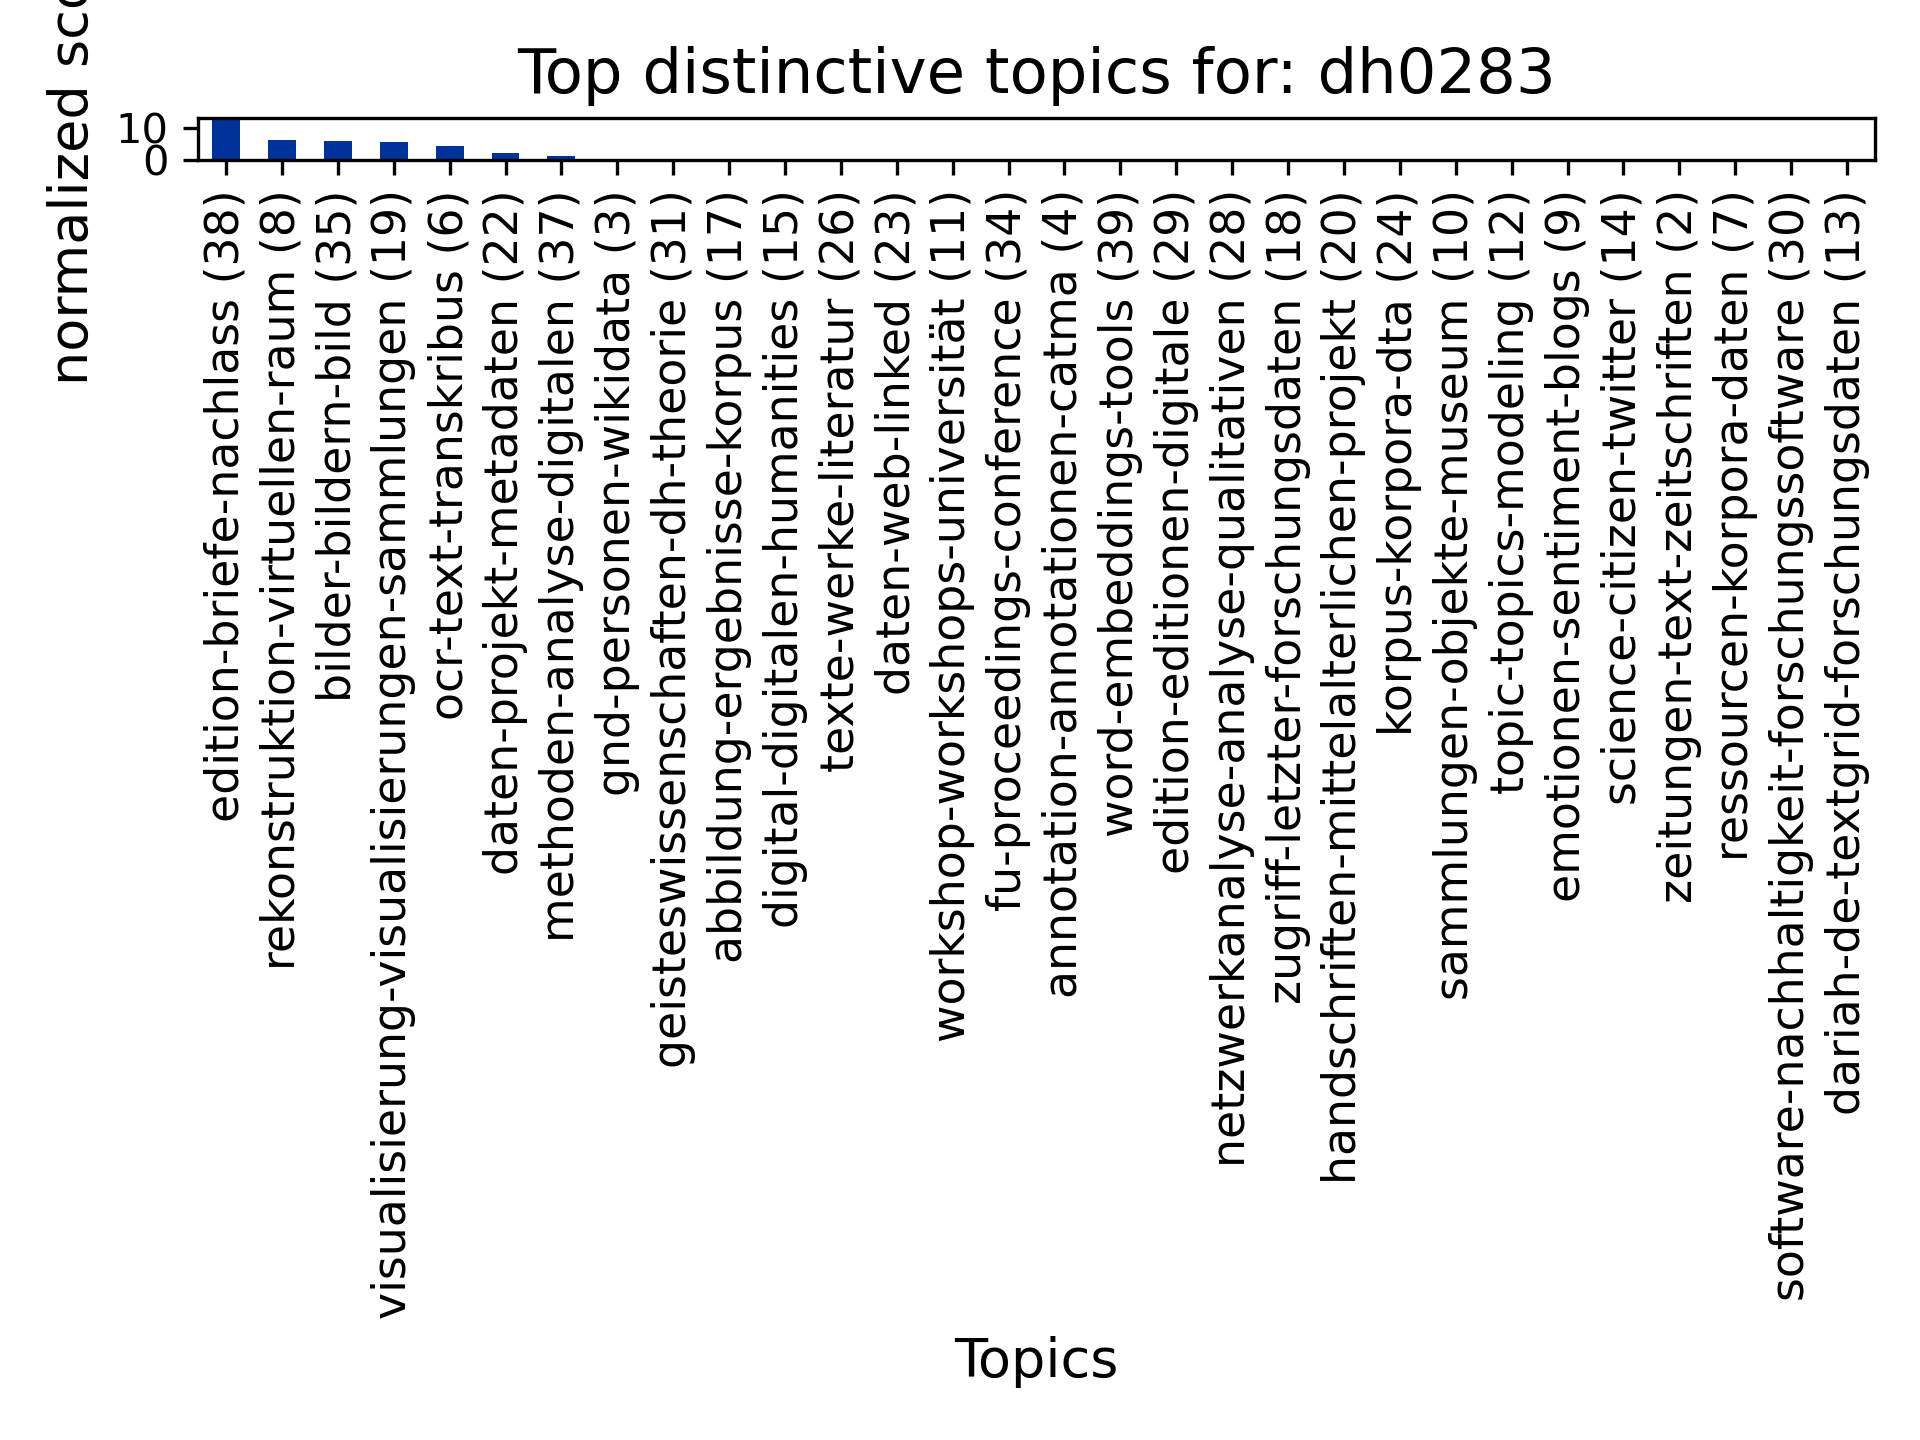 Top distinctive topics for: dh0283
normalized
10
0
edition-briefe-nachlass (38)
rekonstruktion-virtuellen-raum (8)
bilder-bildern-bild (35)
visualisierung-visualisierungen-sammlungen (19)
ocr-text-transkribus (6)
daten-projekt-metadaten (22)
methoden-analyse-digitalen (37)
gnd-personen-wikidata (3)
geisteswissenschaften-dh-theorie (31)
abbildung-ergebnisse-korpus (17)
digital-digitalen-humanities (15)
texte-werke-literatur (26)
daten-web-linked (23)
workshop-workshops-universität (11)
fu-proceedings-conference (34)
annotation-annotationen-catma (4)
word-embeddings-tools (39)
edition-editionen-digitale (29)
netzwerkanalyse-analyse-qualitativen (28)
zugriff-letzter-forschungsdaten (18)
handschriften-mittelalterlichen-projekt (20)
korpus-korpora-dta (24)
sammlungen-objekte-museum (10)
topic-topics-modeling (12)
emotionen-sentiment-blogs (9)
science-citizen-twitter (14)
zeitungen-text-zeitschriften (2)
ressourcen-korpora-daten (7)
software-nachhaltigkeit-forschungssoftware (30)
dariah-de-textgrid-forschungsdaten (13)
Topics